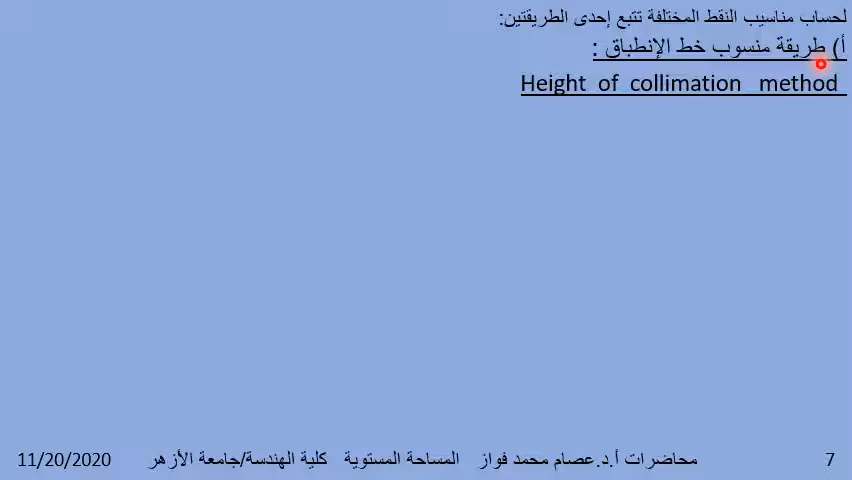 لحساب مناسيب النقط المختلفة تتبع إحدى الطريقتين:
أ) طريقة منسوب خط الإنطباق :
Height of collimation method
11/20/2020 محاضرات أ.د.عصام محمد فواز المساحة المستوية كلية الهندسة/جامعة الأزهر 7